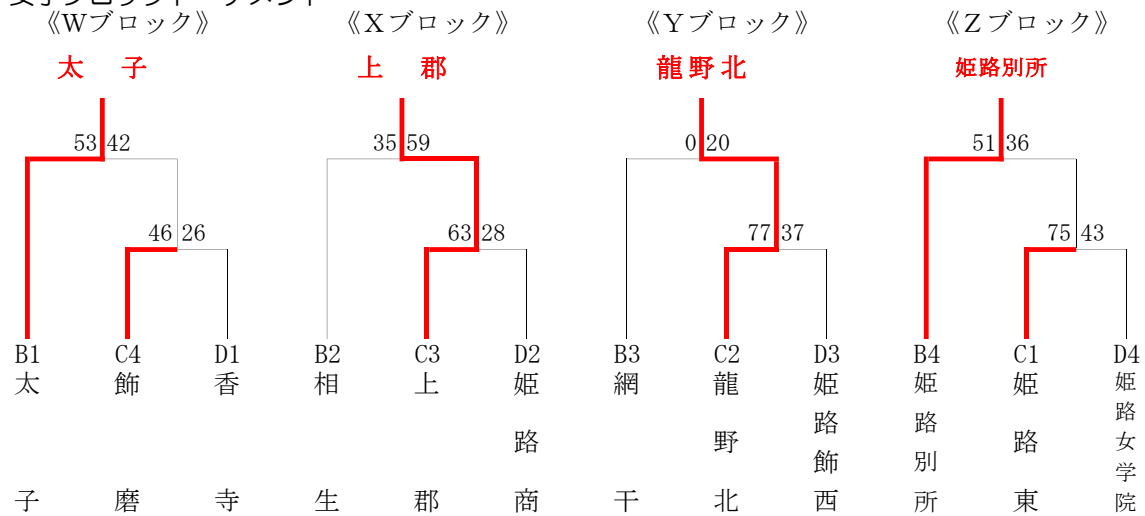 《Wブロック》 《Xブロック》 《Yブロック》 《Zブロック》
太子 上郡 龍野北 姫路別所
53 42 35 59 0 20 51 36
46 26 63 28 77 37 75 43
B1 C4 D1 B2 C3 D2 B3 C2 D3 B4 C1 D4
太子
飾磨
香寺
相生
上郡
姫路商
網干
龍野北
姫路飾西
姫路別所
姫路東
姫路女学院